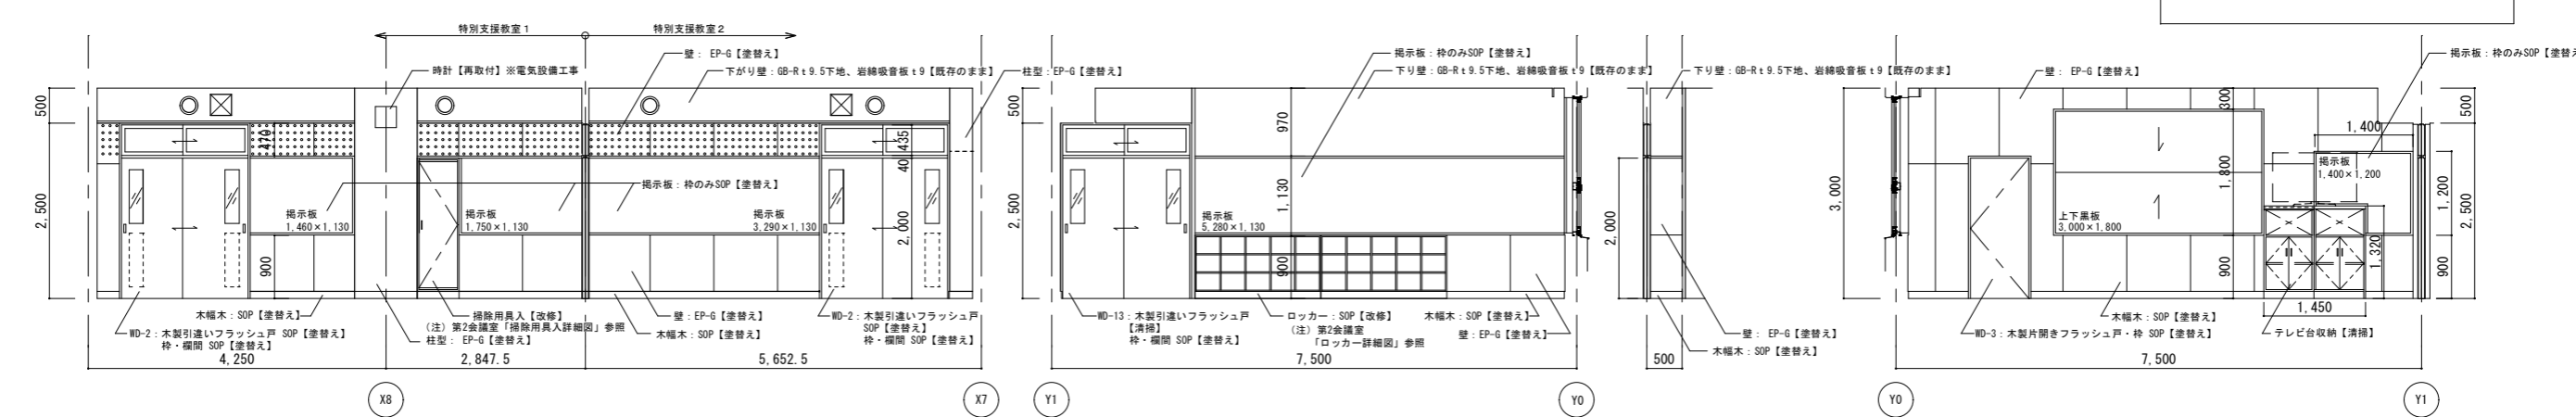 特別支援教室1
特別支援教室2
壁: EP-G【塗替え】
時計【再取付】※電気設備工事
下がり壁:GB-Rt9.5下地、岩綿吸音板t9【既存のまま】
柱型:EP-G【塗替え】
500
2,500
470
435
40
2,000
900
掲示板:枠のみSOP【塗替え】
掲示板
1,460×1,130
掲示板
1,750×1,130
掲示板
3,290×1,130
木幅木:SOP【塗替え】
WD-2:木製引違いフラッシュ戸 SOP【塗替え】
枠・欄間 SOP【塗替え】
掃除用具入【改修】
(注)第2会議室「掃除用具入詳細図」参照
柱型: EP-G【塗替え】
壁:EP-G【塗替え】
木幅木:SOP【塗替え】
WD-2:木製引違いフラッシュ戸
SOP【塗替え】
枠・欄間 SOP【塗替え】
4,250
2,847.5
5,652.5
X8
X7
掲示板:枠のみSOP【塗替え】
下り壁:GB-Rt9.5下地、岩綿吸音板t9【既存のまま】
500
2,500
970
1,130
900
掲示板
5,280×1,130
WD-13:木製引違いフラッシュ戸
【清掃】
枠・欄間 SOP【塗替え】
ロッカー:SOP【改修】
(注)第2会議室
「ロッカー詳細図」参照
木幅木:SOP【塗替え】
壁:EP-G【塗替え】
7,500
Y1
Y0
下り壁:GB-Rt9.5下地、岩綿吸音板t9【既存のまま】
2,000
壁: EP-G【塗替え】
木幅木:SOP【塗替え】
500
壁: EP-G【塗替え】
掲示板:枠のみSOP【塗替え
3,000
300
1,800
900
1,400
掲示板
1,400×1,200
上下黒板
3,000×1,800
1,320
1,450
500
1,200
900
2,500
木幅木:SOP【塗替え】
WD-3:木製片開きフラッシュ戸・枠 SOP【塗替え】
テレビ台収納【清掃】
7,500
Y0
Y1